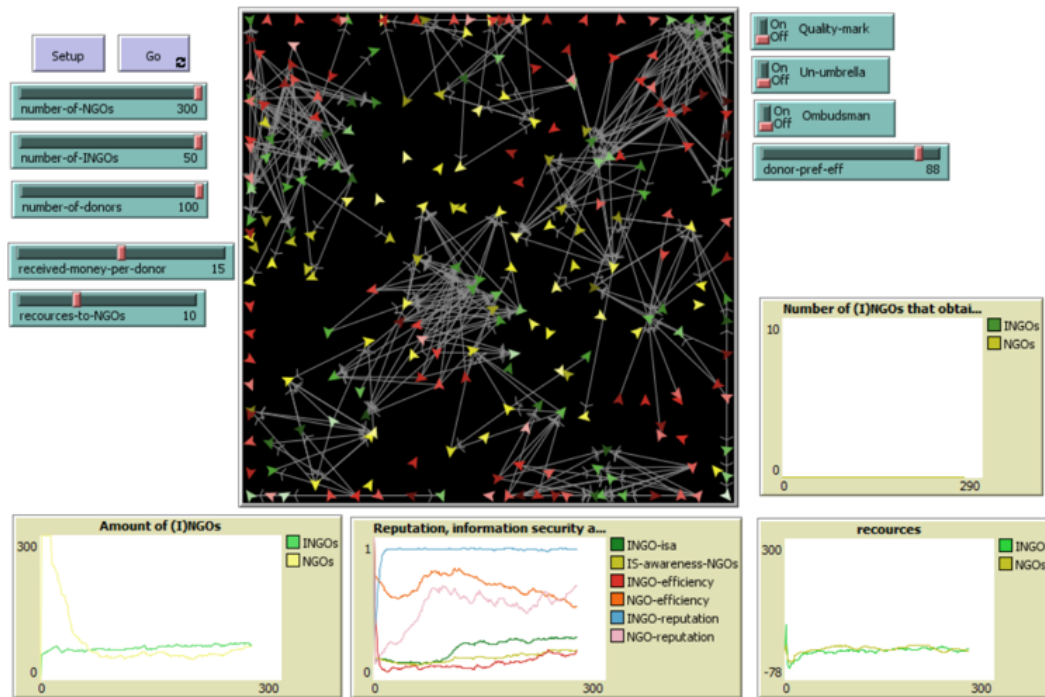 Setup
Go
number-of-NGOs 300
number-of-INGOs 50
number-of-donors 100
received-money-per-donor 15
recources-to-NGOs 10
On
Off
Quality-mark
On
Off
Un-umbrella
On
Off
Ombudsman
donor-pref-eff 88
Number of (I)NGOs that obtai...
10
0
0
290
INGOs
NGOs
Amount of (I)NGOs
300
0
0
300
INGOs
NGOs
Reputation, information security a...
1
0
0
300
INGO-isa
IS-awareness-NGOs
INGO-efficiency
NGO-efficiency
INGO-reputation
NGO-reputation
recources
300
-78
0
300
INGO
NGOs